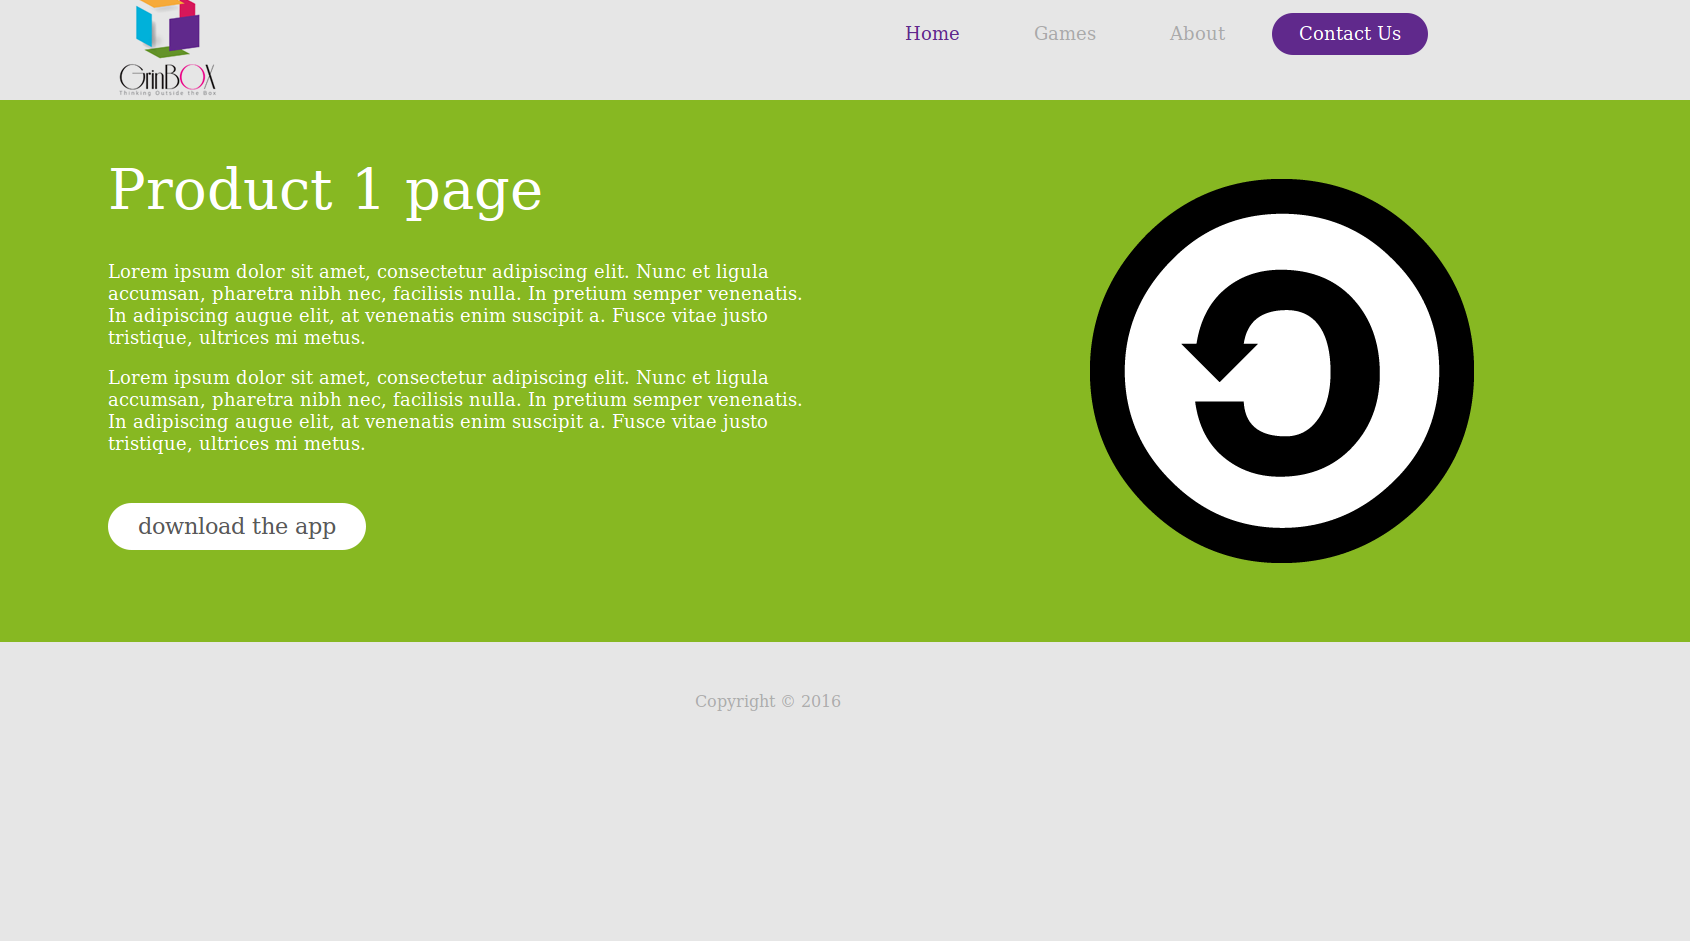 GrinBOX
Thinking Outside the Box
Home
Games
About
Contact Us
Product 1 page
Lorem ipsum dolor sit amet, consectetur adipiscing elit. Nunc et ligula
accumsan, pharetra nibh nec, facilisis nulla. In pretium semper venenatis.
In adipiscing augue elit, at venenatis enim suscipit a. Fusce vitae justo
tristique, ultrices mi metus.
Lorem ipsum dolor sit amet, consectetur adipiscing elit. Nunc et ligula
accumsan, pharetra nibh nec, facilisis nulla. In pretium semper venenatis.
In adipiscing augue elit, at venenatis enim suscipit a. Fusce vitae justo
tristique, ultrices mi metus.
download the app
Copyright © 2016